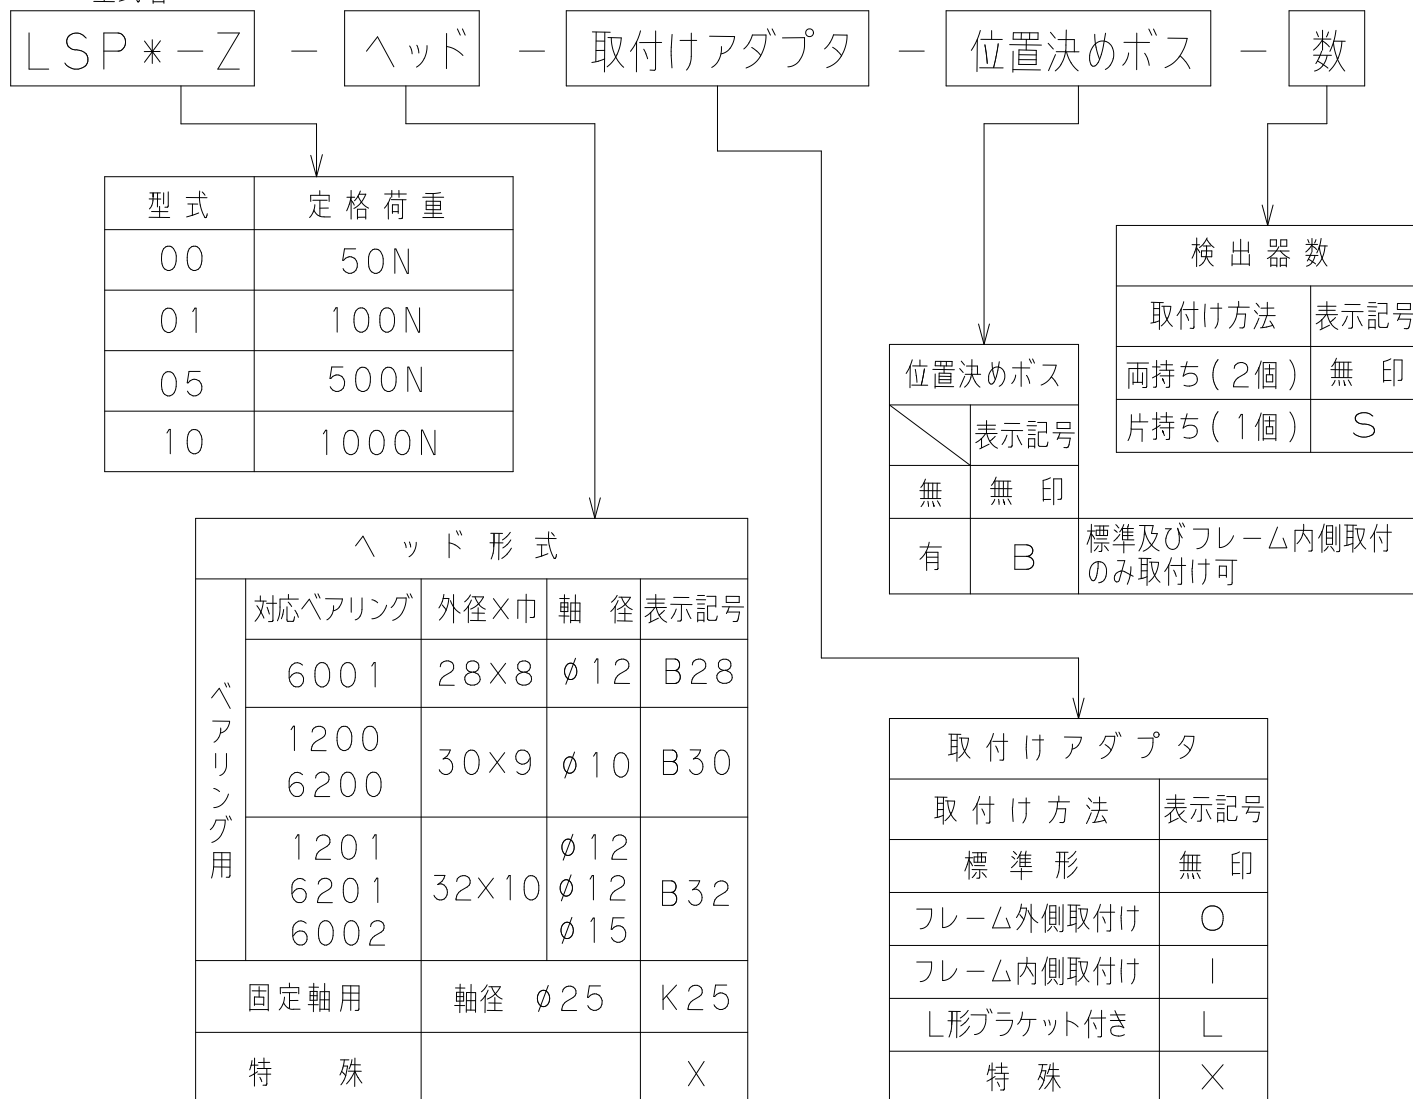 LSP*-Z - ヘッド - 取付けアダプタ - 位置決めボス - 数
型式 定格荷重
00 50N
01 100N
05 500N
10 1000N
検出器数
取付け方法 表示記号
両持ち(2個) 無印
片持ち(1個) S
位置決めボス
表示記号
無 無印
有 B 標準及びフレーム内側取付
のみ取付け可
ヘッド形式
対応ベアリング 外径×巾 軸径 表示記号
ベアリング用
6001 28×8 φ12 B28
1200
6200
30×9 φ10 B30
1201 φ12
6201 φ12
6002 φ15
32×10 B32
固定軸用 軸径 φ25 K25
特殊 X
取付けアダプタ
取付け方法 表示記号
標準形 無印
フレーム外側取付け O
フレーム内側取付け I
L形ブラケット付き L
特殊 X